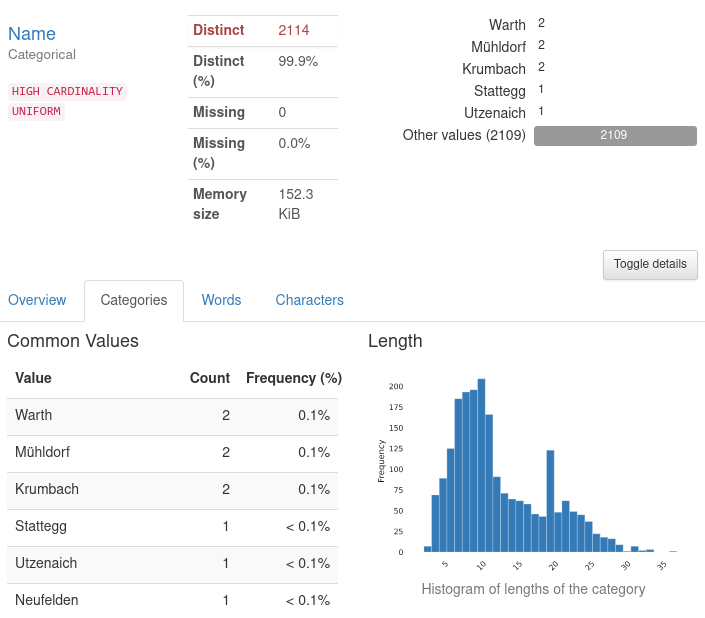 Name
Categorical
HIGH CARDINALITY
UNIFORM
Distinct 2114
Distinct (%) 99.9%
Missing 0
Missing (%) 0.0%
Memory size 152.3 KiB
Warth 2
Mühldorf 2
Krumbach 2
Stattegg 1
Utzenaich 1
Other values (2109) 2109
Toggle details
Overview Categories Words Characters
Common Values
Value Count Frequency (%)
Warth 2 0.1%
Mühldorf 2 0.1%
Krumbach 2 0.1%
Stattegg 1 < 0.1%
Utzenaich 1 < 0.1%
Neufelden 1 < 0.1%
Length
Frequency
200
175
150
125
100
75
50
25
0
5 10 15 20 25 30 35
Histogram of lengths of the category